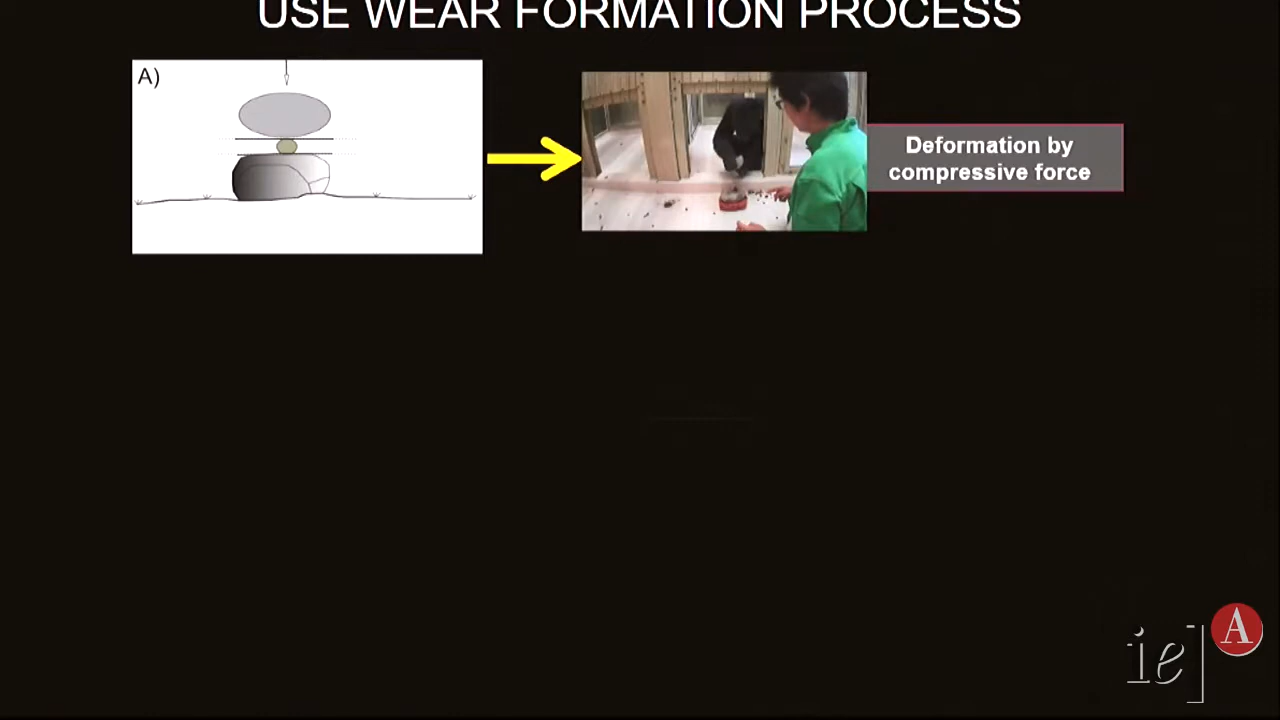 USE WEAR FORMATION PROCESS
A)
Deformation by
compressive force
ie]
A